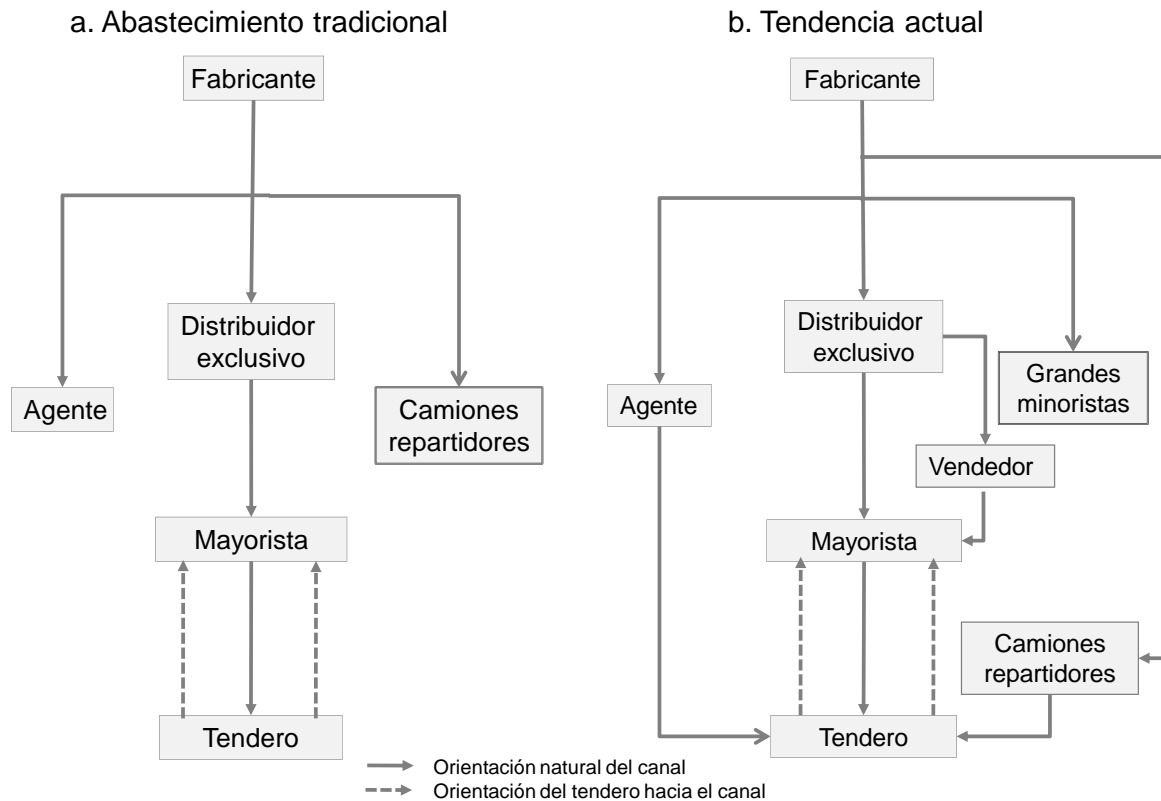 a. Abastecimiento tradicional
Fabricante
Distribuidor
exclusivo
Agente
Camiones
repartidores
Mayorista
Tendero
b. Tendencia actual
Fabricante
Distribuidor
exclusivo
Grandes
minoristas
Agente
Vendedor
Mayorista
Camiones
repartidores
Tendero
Orientación natural del canal
Orientación del tendero hacia el canal